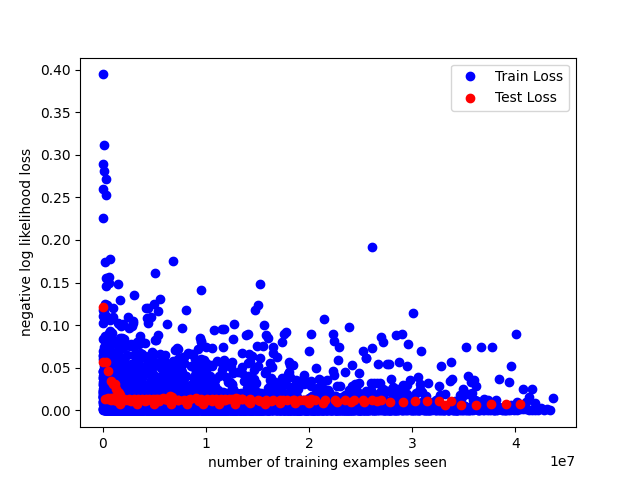 0.40
0.35
0.30
0.25
0.20
0.15
0.10
0.05
0.00
negative log likelihood loss
Train Loss
Test Loss
0 1 2 3 4
1e7
number of training examples seen